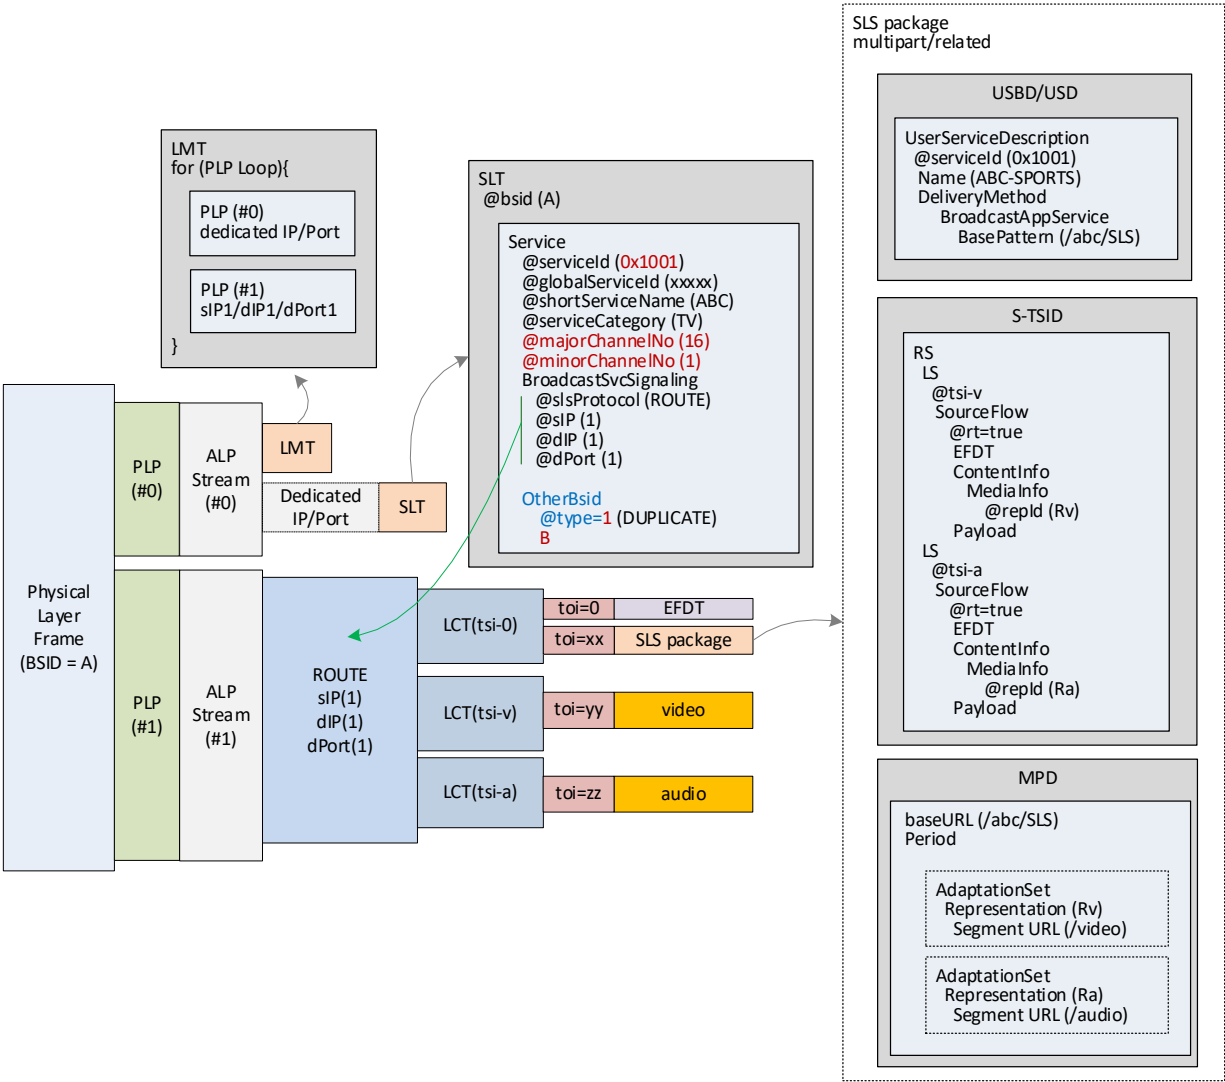 SLS package
multipart/related
USBD/USD
UserServiceDescription
@serviceId (0x1001)
Name (ABC-SPORTS)
DeliveryMethod
BroadcastAppService
BasePattern (/abc/SLS)
LMT
for (PLP Loop){
PLP (#0)
dedicated IP/Port
PLP (#1)
sIP1/dIP1/dPort1
}
SLT
@bsid (A)
Service
@serviceId (0x1001)
@globalServiceId (xxxxx)
@shortServiceName (ABC)
@serviceCategory (TV)
@majorChannelNo (16)
@minorChannelNo (1)
BroadcastSvcSignaling
@slsProtocol (ROUTE)
@sIP (1)
@dIP (1)
@dPort (1)
OtherBsid
@type=1 (DUPLICATE)
B
S-TSID
RS
LS
@tsi-v
SourceFlow
@rt=true
EFDT
ContentInfo
MediaInfo
@repId (Rv)
Payload
LS
@tsi-a
SourceFlow
@rt=true
EFDT
ContentInfo
MediaInfo
@repId (Ra)
Payload
Physical
Layer
Frame
(BSID = A)
PLP
(#0)
ALP
Stream
(#0)
LMT
Dedicated
IP/Port
SLT
PLP
(#1)
ALP
Stream
(#1)
ROUTE
sIP(1)
dIP(1)
dPort(1)
LCT(tsi-0)
toi=0
EFDT
toi=xx
SLS package
LCT(tsi-v)
toi=yy
video
LCT(tsi-a)
toi=zz
audio
MPD
baseURL (/abc/SLS)
Period
AdaptationSet
Representation (Rv)
Segment URL (/video)
AdaptationSet
Representation (Ra)
Segment URL (/audio)